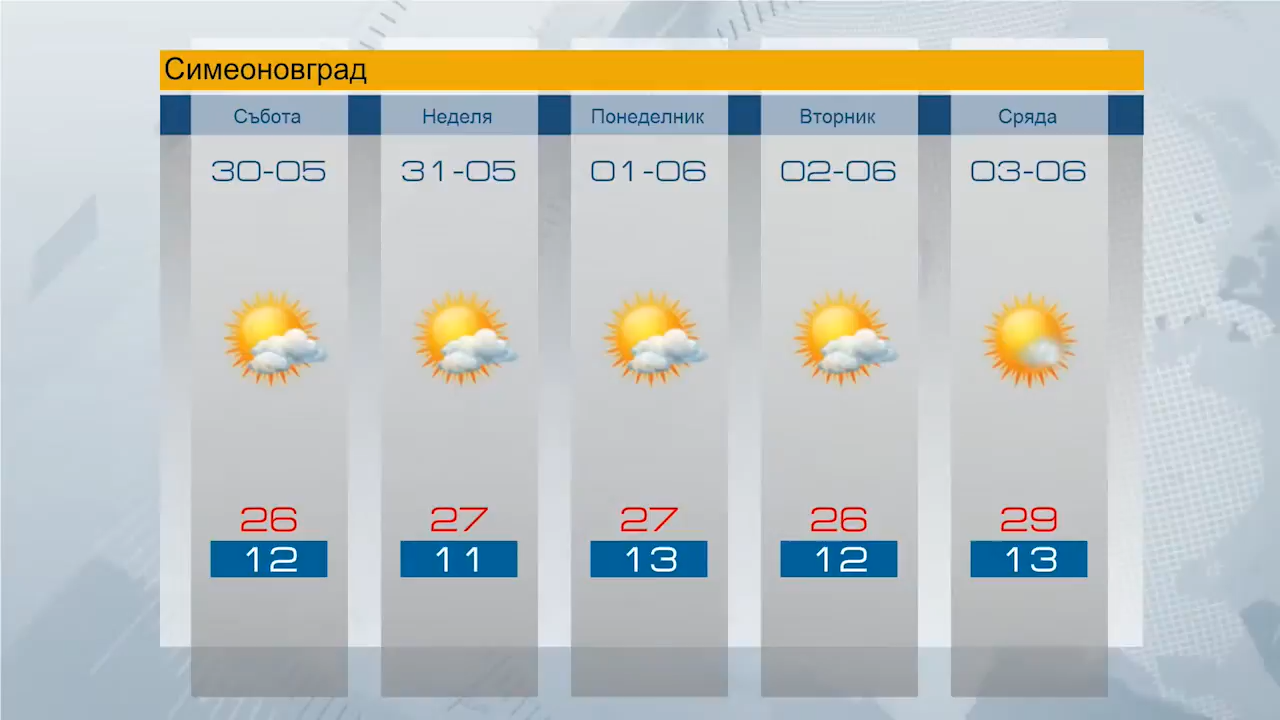 Симеоновград
Събота Неделя Понеделник Вторник Сряда
30-05 31-05 01-06 02-06 03-06
26 27 27 26 29
12 11 13 12 13